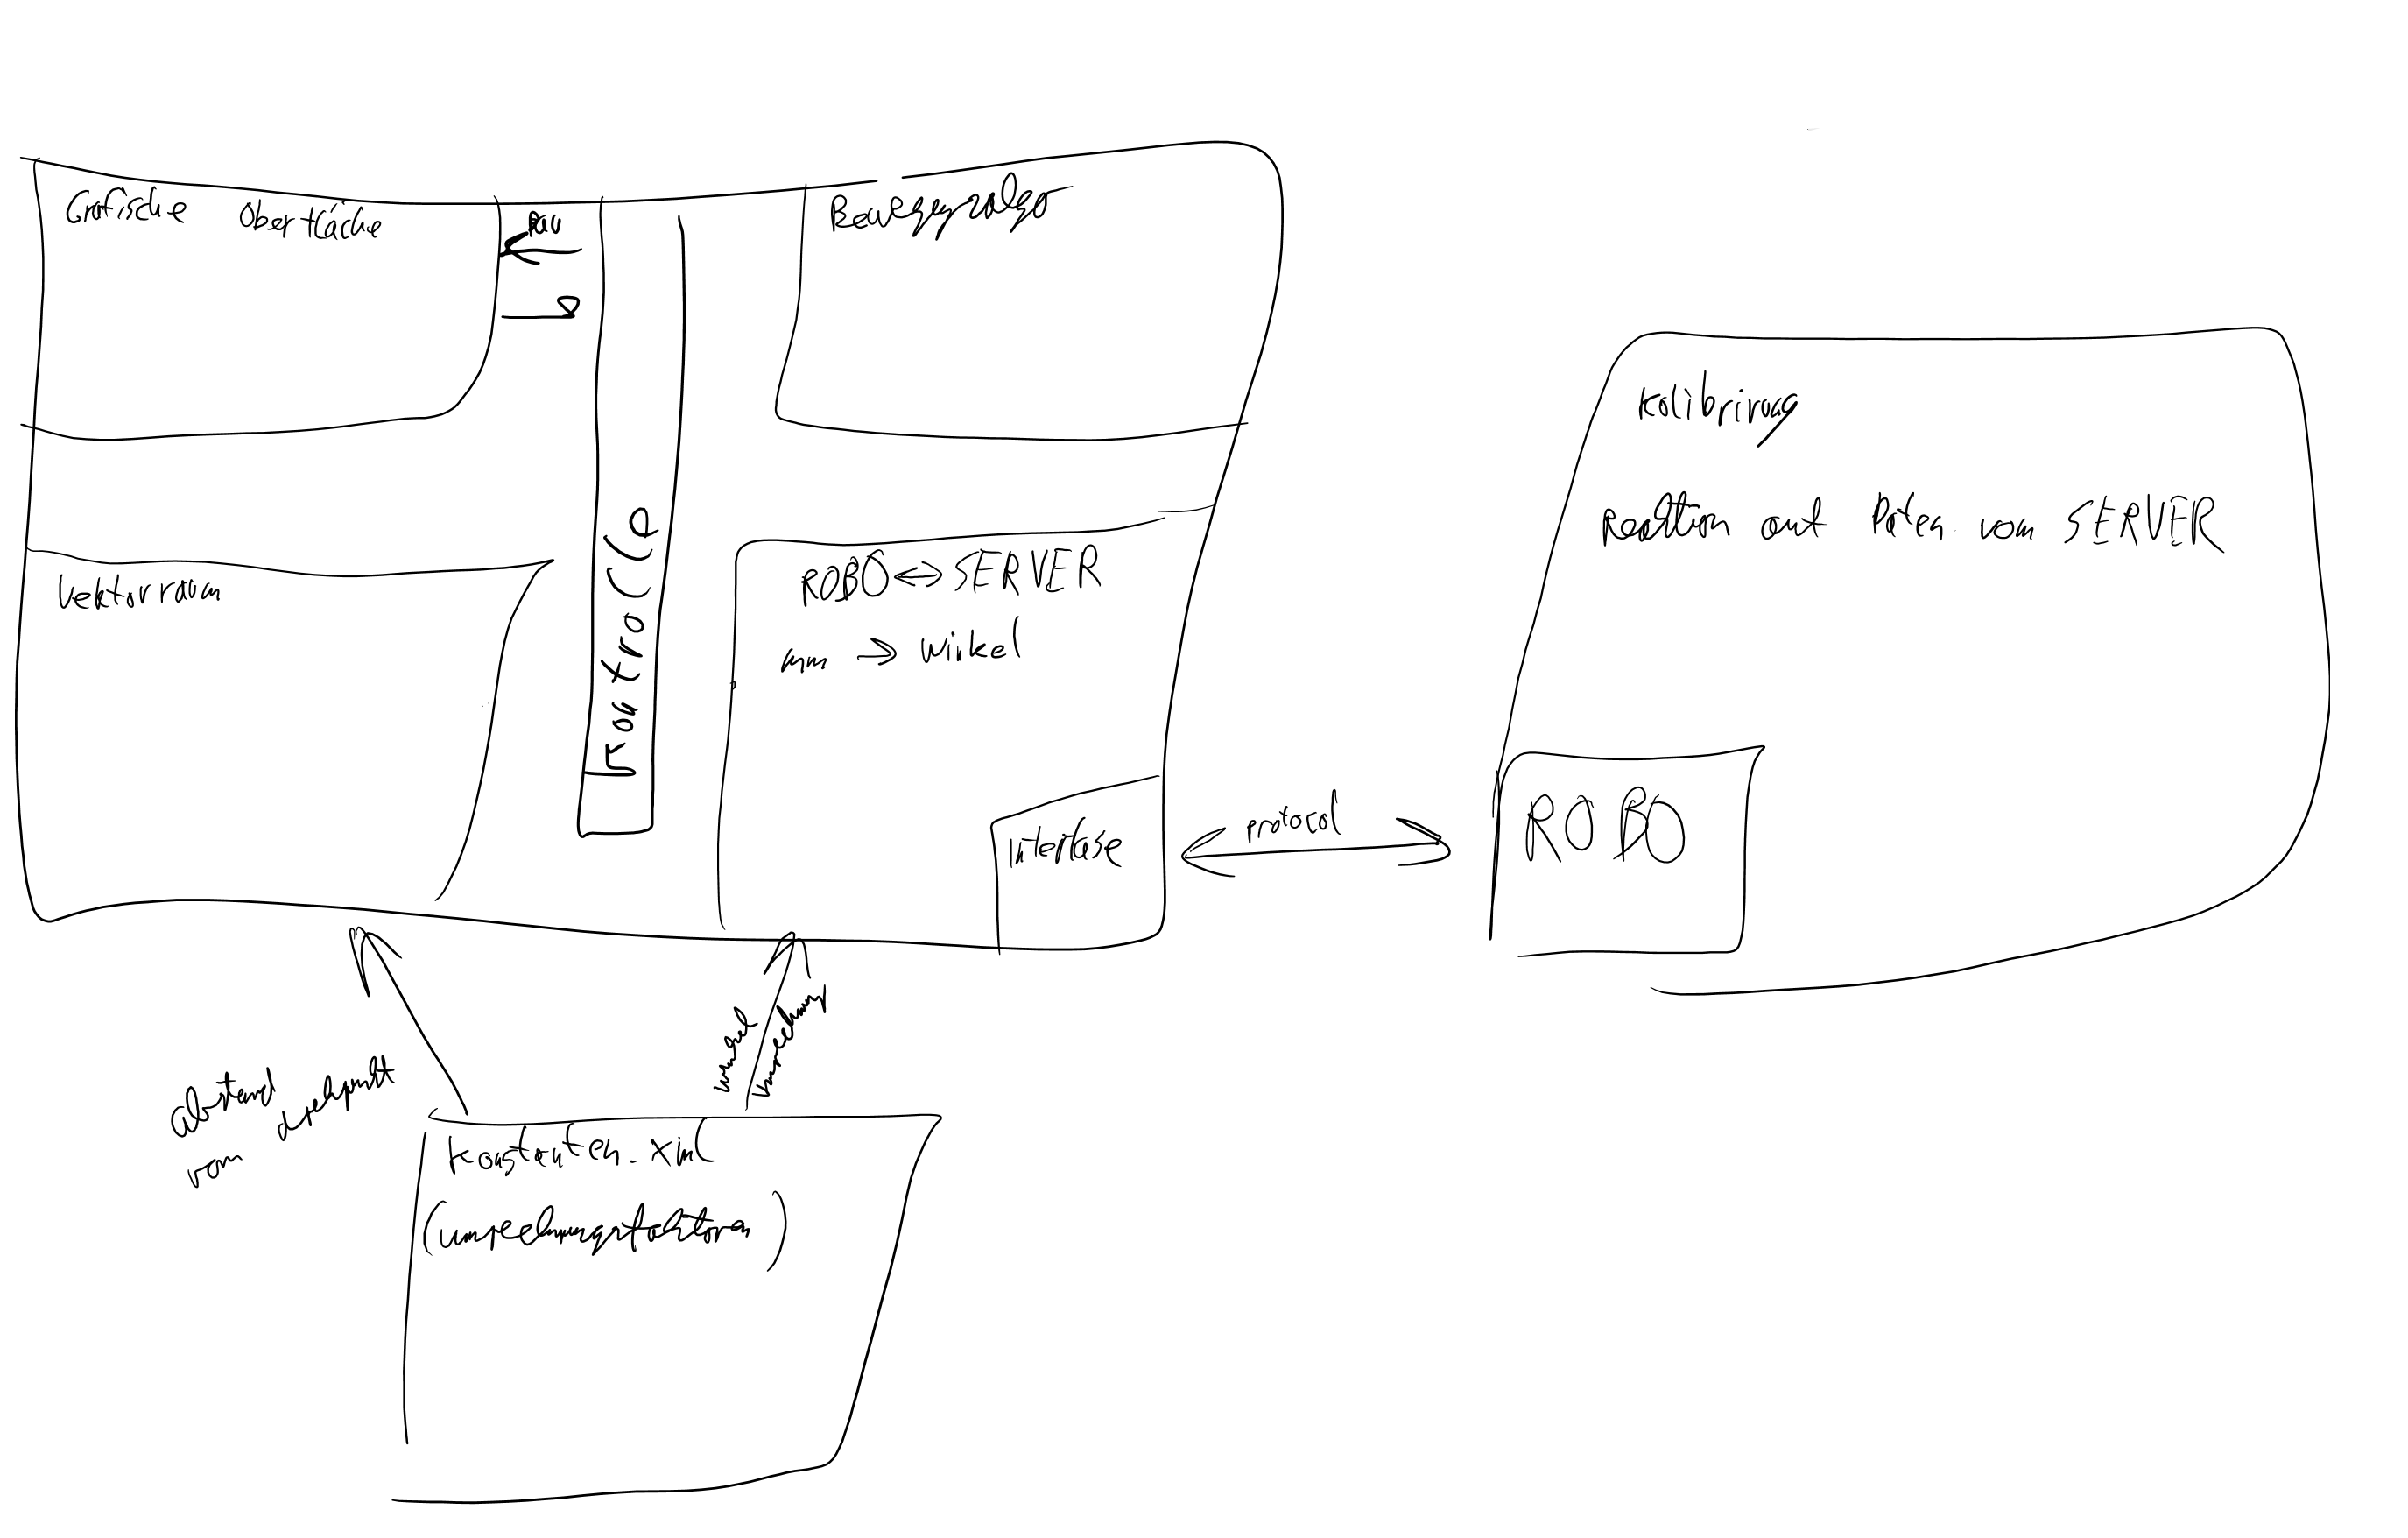 Grafische Oberfläche
Bewegungsalgo
Kontrolle
Vektorraum
ROBO <-> SERVER
mm -> Winkel
Interfase
protocol
Kalibrirung
Reaktion auf Daten vom SERVER
ROBO
abstand
vom drehpunkt
winkel
umrechnung
Konstanten.xml
(umrechnungsfaktoren)